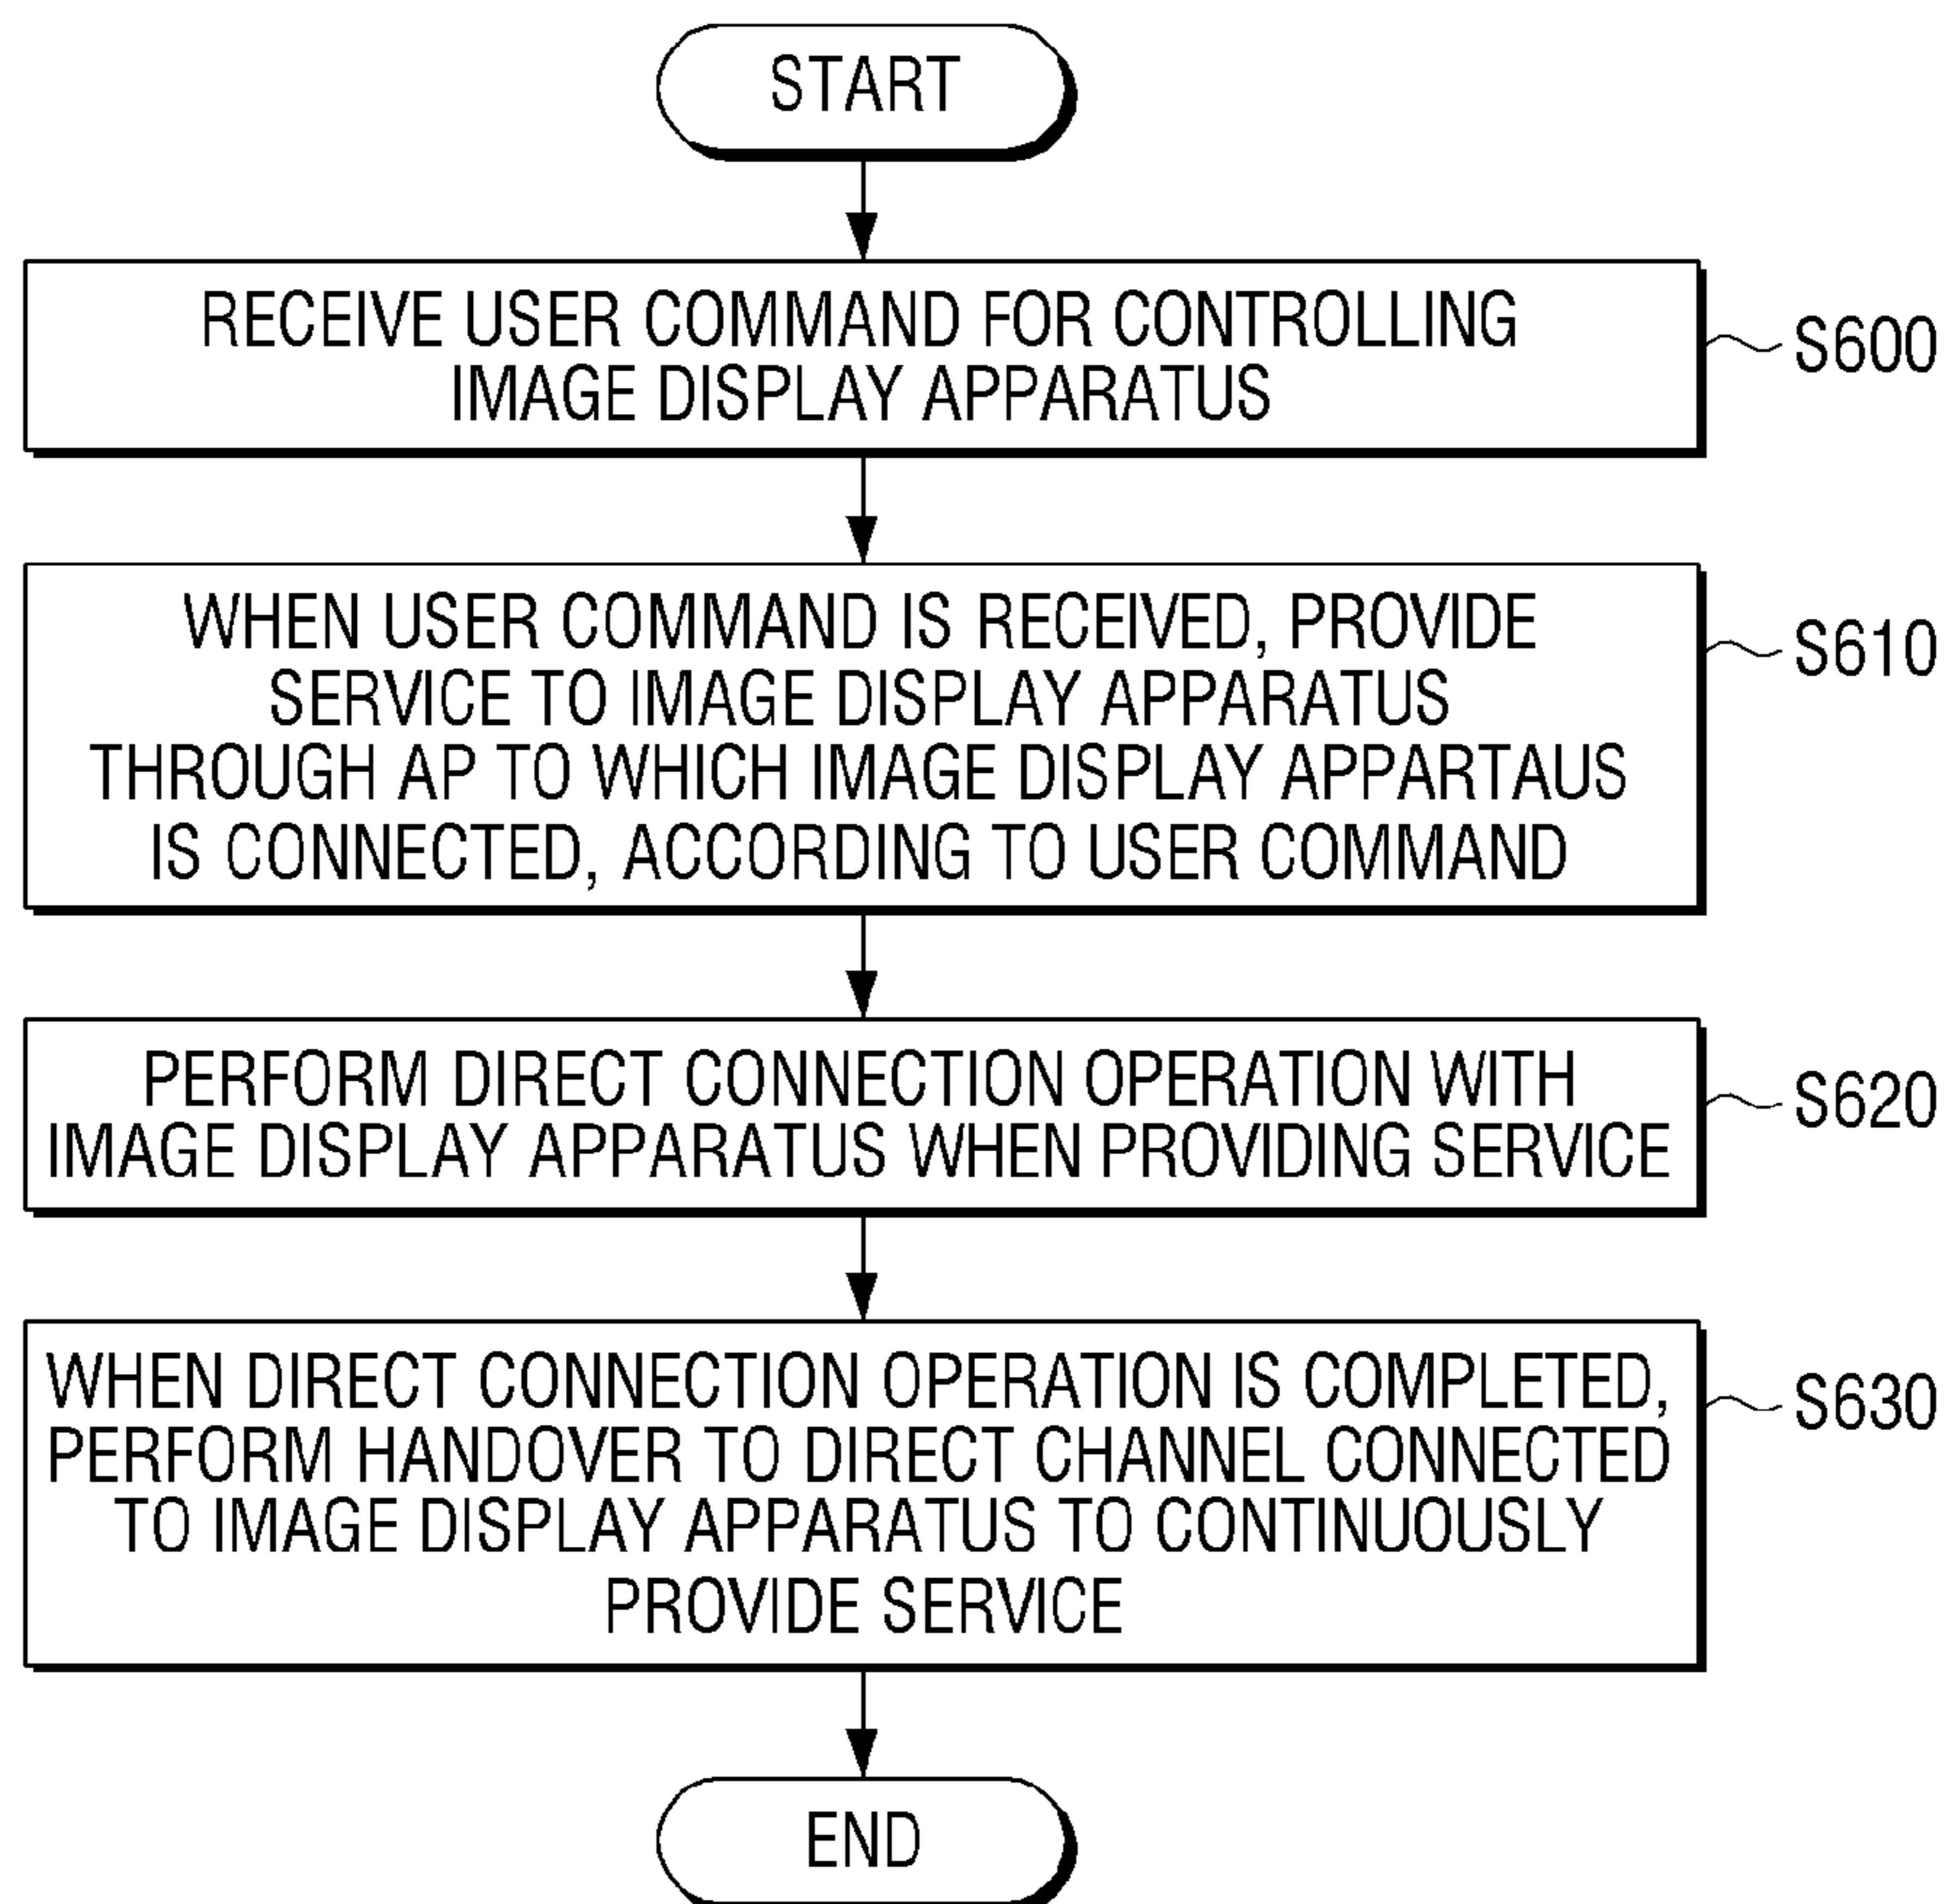 START
RECEIVE USER COMMAND FOR CONTROLLING
IMAGE DISPLAY APPARATUS
S600
WHEN USER COMMAND IS RECEIVED, PROVIDE
SERVICE TO IMAGE DISPLAY APPARATUS
THROUGH AP TO WHICH IMAGE DISPLAY APPARTAUS
IS CONNECTED, ACCORDING TO USER COMMAND
S610
PERFORM DIRECT CONNECTION OPERATION WITH
IMAGE DISPLAY APPARATUS WHEN PROVIDING SERVICE
S620
WHEN DIRECT CONNECTION OPERATION IS COMPLETED,
PERFORM HANDOVER TO DIRECT CHANNEL CONNECTED
TO IMAGE DISPLAY APPARATUS TO CONTINUOUSLY
PROVIDE SERVICE
S630
END